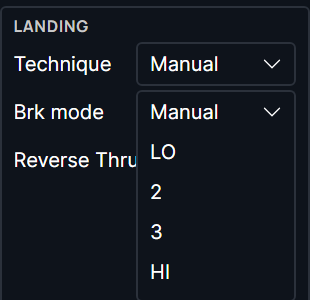 LANDING
Technique Manual
Brk mode Manual
Reverse Thru
LO
2
3
HI